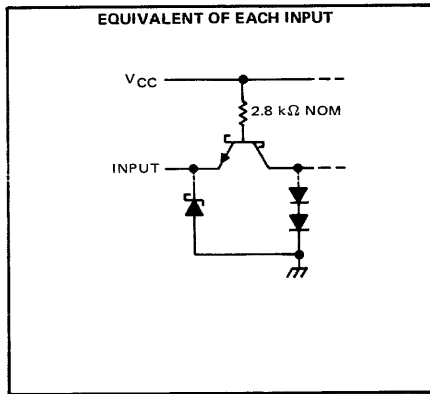 EQUIVALENT OF EACH INPUT
VCC
2.8 kΩ NOM
INPUT